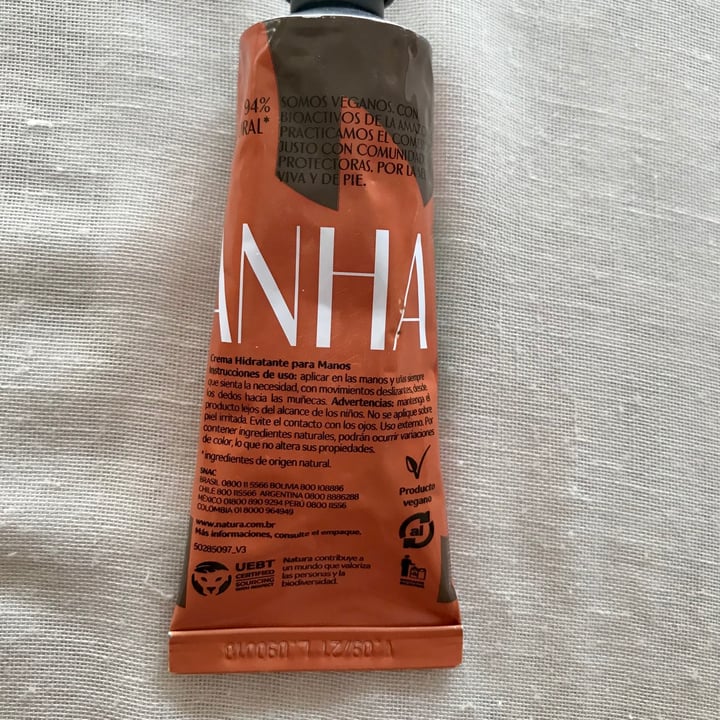 94%
SOMOS VEGANOS. CON
BIOACTIVOS DE LA
PRACTICAMOS EL
JUSTO CON
PROTECTORAS. POR LA
VIVA Y DE PIE.
ANHA
Crema Hidratante para Manos
Instrucciones de uso: aplicar en las manos y uñas siempre
que sienta la necesidad, con movimientos deslizantes, desde
los dedos hacia las muñecas. Advertencias: mantenga el
producto lejos del alcance de los niños. No se aplique sobre
piel irritada. Evite el contacto con los ojos. Uso externo. Por
contener ingredientes naturales, podrán ocurrir variaciones
de color, lo que no altera sus propiedades.
*ingredientes de origen natural.
SNAC
BRASIL 0800 11 5566 BOLIVIA 800 108886
CHILE 800 115566 ARGENTINA 0800 8886288
MÉXICO 01800 890 9294 PERÚ 0800 11556
COLOMBIA 01 8000 964949
www.natura.com.br
Más informaciones, consulte el empaque.
50285097_V3
Producto
vegano
al
UEBT
CERTIFIED
SOURCING
WITH RESPECT
Natura contribuye a
un mundo que valoriza
las personas y la
biodiversidad.